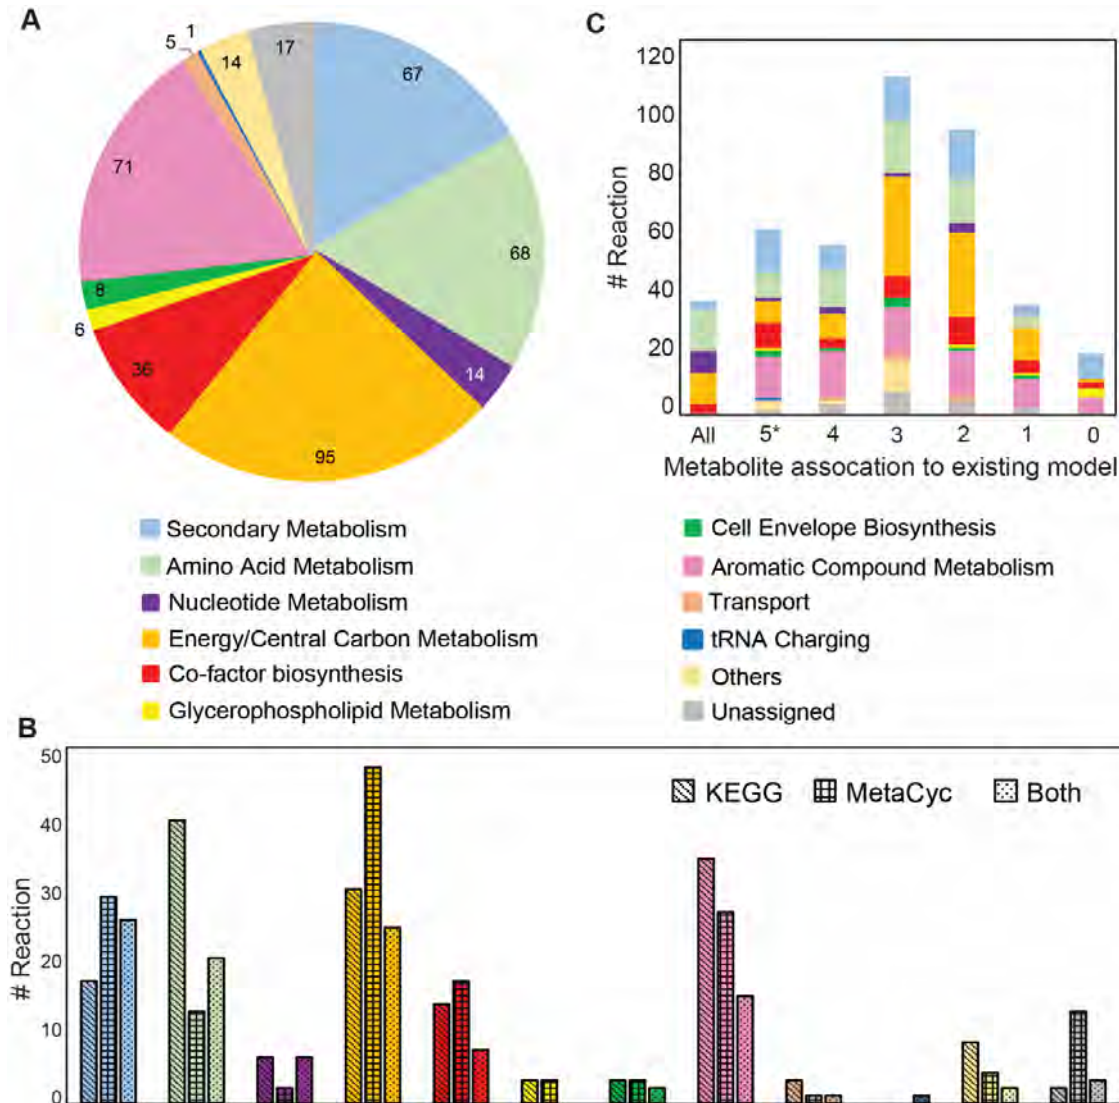 A
1
5
14
17
67
71
68
8
6
14
36
95
C
120
100
80
60
40
20
0
# Reaction
All 5* 4 3 2 1 0
Metabolite assocation to existing model
Secondary Metabolism
Amino Acid Metabolism
Nucleotide Metabolism
Energy/Central Carbon Metabolism
Co-factor biosynthesis
Glycerophospholipid Metabolism
Cell Envelope Biosynthesis
Aromatic Compound Metabolism
Transport
tRNA Charging
Others
Unassigned
B
50
40
30
20
10
0
# Reaction
KEGG MetaCyc Both